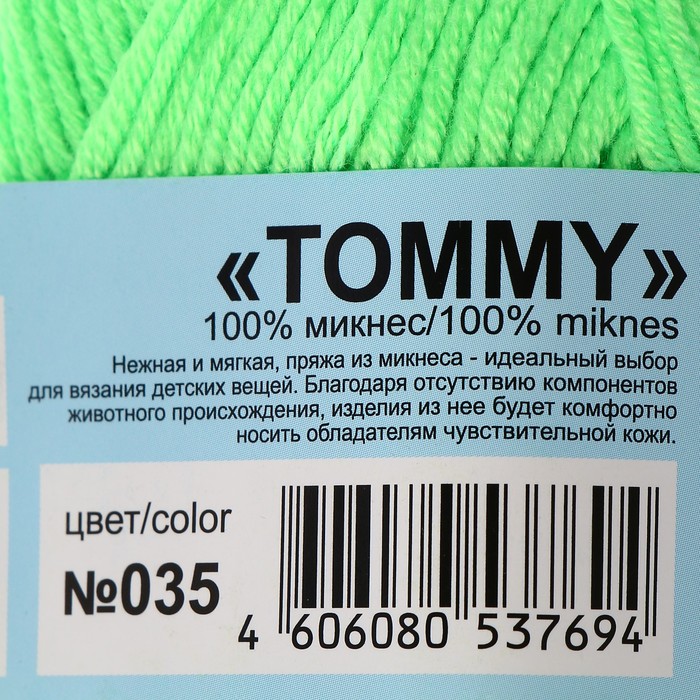 «TOMMY»
100% микнес/100% miknes
Нежная и мягкая, пряжа из микнеса - идеальный выбор
для вязания детских вещей. Благодаря отсутствию компонентов
животного происхождения, изделия из нее будет комфортно
носить обладателям чувствительной кожи.
цвет/color
№035
4 606080 537694